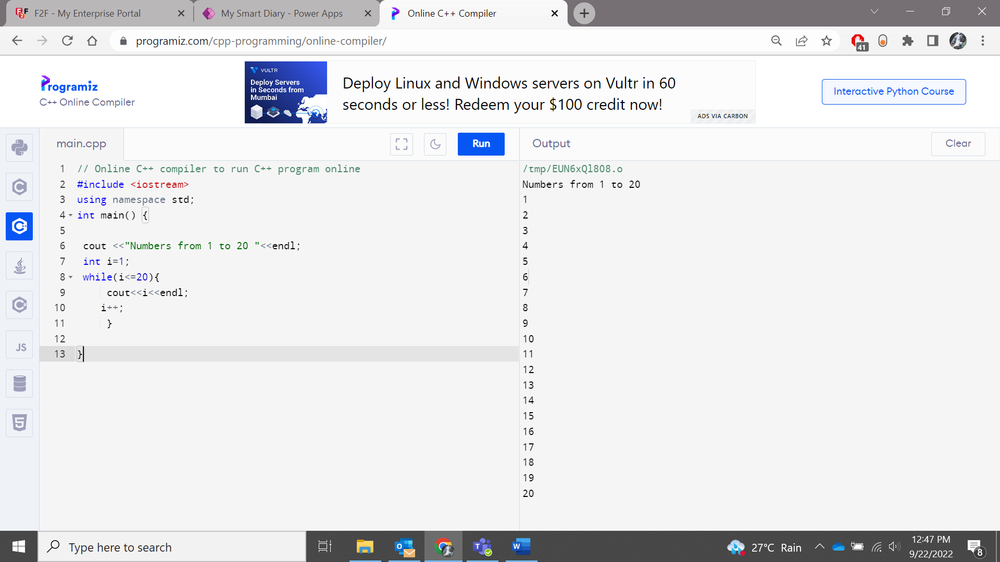 F2F - My Enterprise Portal
My Smart Diary - Power Apps
Online C++ Compiler
programiz.com/cpp-programming/online-compiler/
41
Programiz
C++ Online Compiler
VULTR
Deploy Servers
in Seconds from
Mumbai
Deploy Linux and Windows servers on Vultr in 60
seconds or less! Redeem your $100 credit now!
ADS VIA CARBON
Interactive Python Course
main.cpp
Run
Output
Clear
1 // Online C++ compiler to run C++ program online
2 #include <iostream>
3 using namespace std;
4 int main() {
5
6 cout <<"Numbers from 1 to 20 "<<endl;
7 int i=1;
8 while(i<=20){
9 cout<<i<<endl;
10 i++;
11 }
12
13 }
/tmp/EUN6xQl808.o
Numbers from 1 to 20
1
2
3
4
5
6
7
8
9
10
11
12
13
14
15
16
17
18
19
20
JS
Type here to search
27°C Rain
12:47 PM
9/22/2022
8